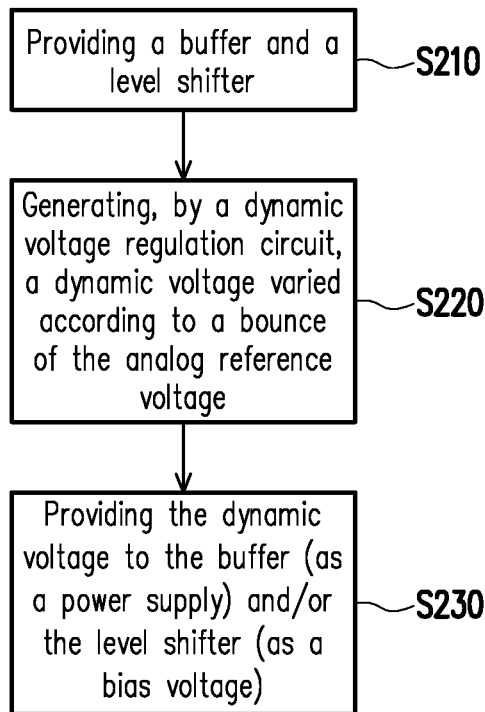 Providing a buffer and a
level shifter
S210
Generating, by a dynamic
voltage regulation circuit,
a dynamic voltage varied
according to a bounce
of the analog reference
voltage
S220
Providing the dynamic
voltage to the buffer (as
a power supply) and/or
the level shifter (as a
bias voltage)
S230